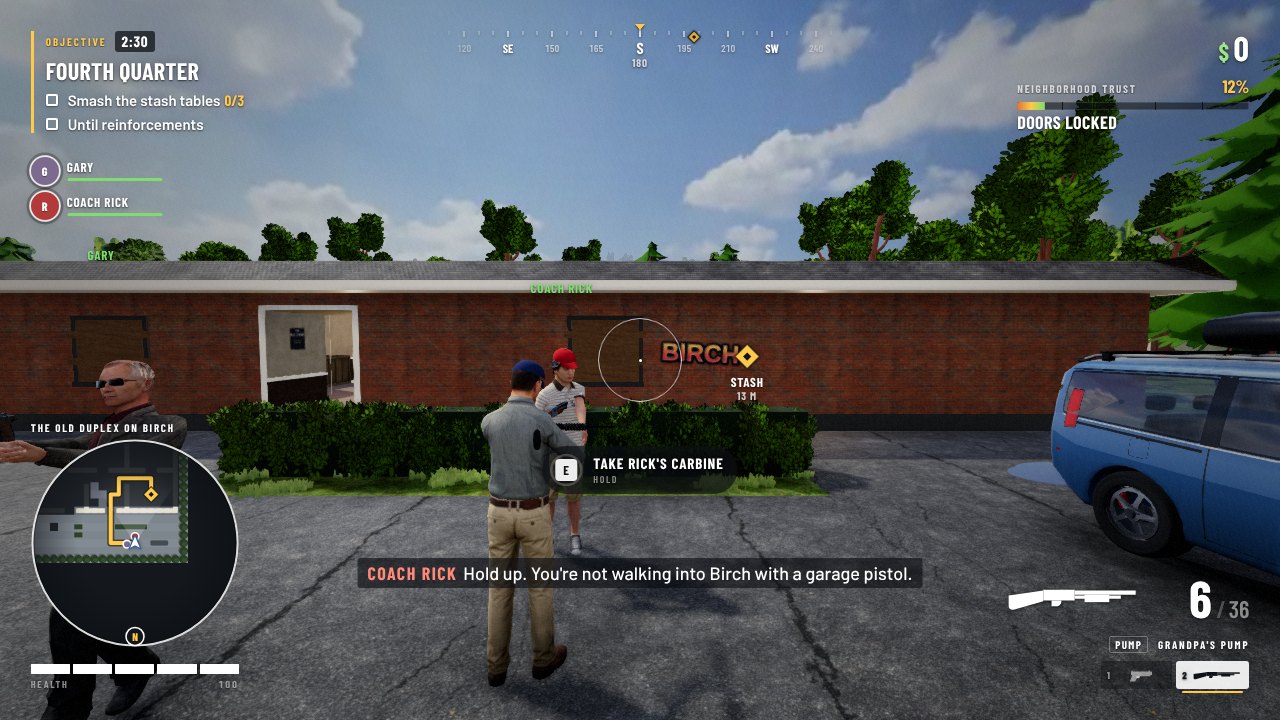 OBJECTIVE 2:30
FOURTH QUARTER
Smash the stash tables 0/3
Until reinforcements
G GARY
R COACH RICK
120 SE 150 165 S 195 210 SW 240
180
$0
NEIGHBORHOOD TRUST 12%
DOORS LOCKED
GARY
COACH RICK
BIRCH
STASH
13 M
THE OLD DUPLEX ON BIRCH
E TAKE RICK'S CARBINE
HOLD
COACH RICK Hold up. You're not walking into Birch with a garage pistol.
N
HEALTH 100
6 / 36
PUMP GRANDPA'S PUMP
1 2